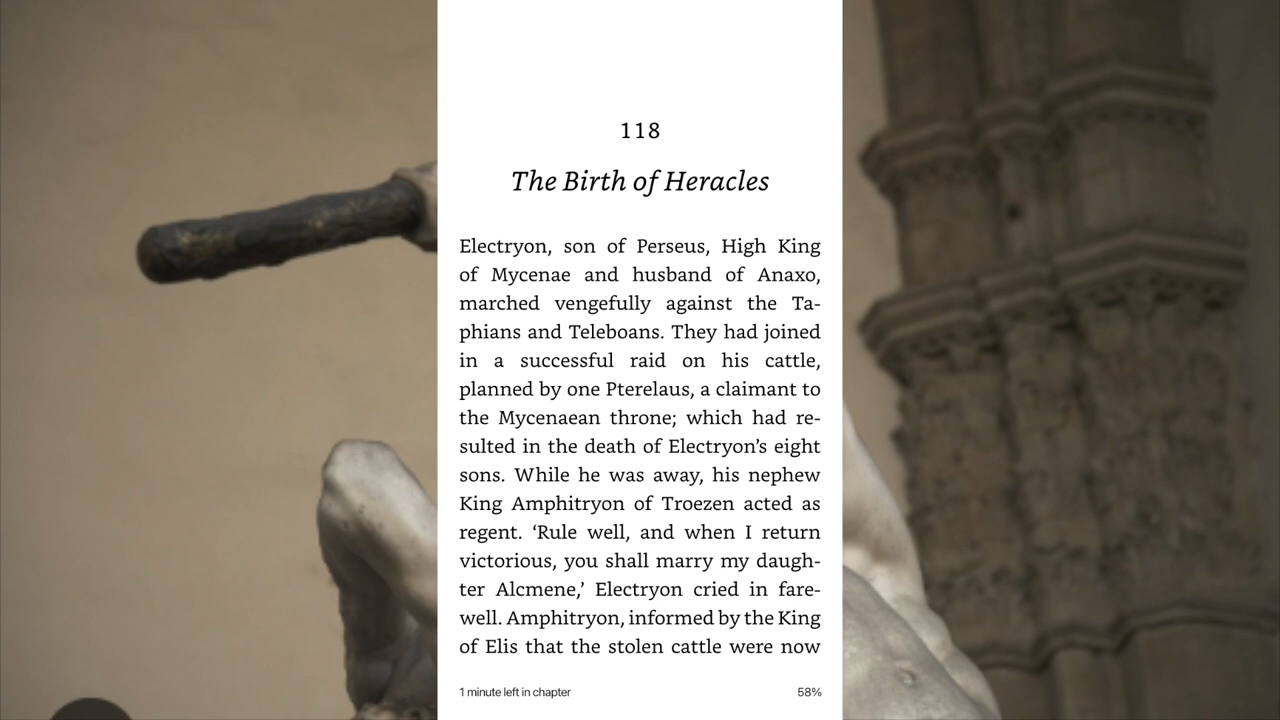 118
The Birth of Heracles
Electryon, son of Perseus, High King
of Mycenae and husband of Anaxo,
marched vengefully against the Ta-
phians and Teleboans. They had joined
in a successful raid on his cattle,
planned by one Pterelaus, a claimant to
the Mycenaean throne; which had re-
sulted in the death of Electryon’s eight
sons. While he was away, his nephew
King Amphitryon of Troezen acted as
regent. ‘Rule well, and when I return
victorious, you shall marry my daugh-
ter Alcmene,’ Electryon cried in fare-
well. Amphitryon, informed by the King
of Elis that the stolen cattle were now
1 minute left in chapter
58%